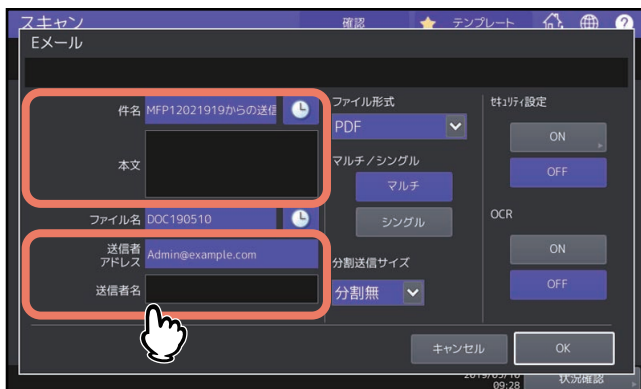 スキャン
確認
テンプレート
?
Eメール
件名
MFP12021919からの送信
本文
ファイル名
DOC190510
送信者
アドレス
Admin@example.com
送信者名
ファイル形式
PDF
マルチ/シングル
マルチ
シングル
分割送信サイズ
分割無
セキュリティ設定
ON
OFF
OCR
ON
OFF
キャンセル
OK
09:28
状況確認